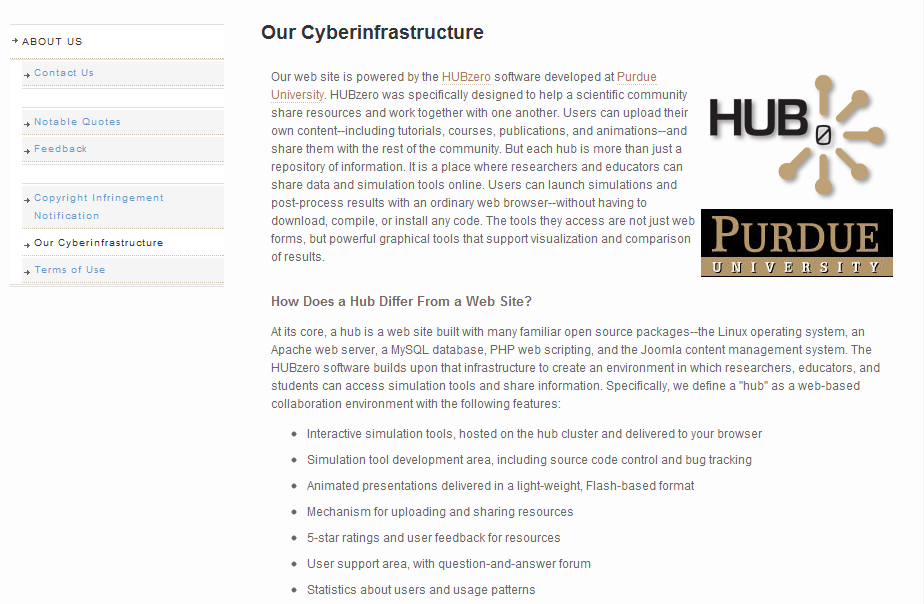 ABOUT US
Contact Us
Notable Quotes
Feedback
Copyright Infringement
Notification
Our Cyberinfrastructure
Terms of Use
Our Cyberinfrastructure
Our web site is powered by the HUBzero software developed at Purdue
University. HUBzero was specifically designed to help a scientific community
share resources and work together with one another. Users can upload their
own content--including tutorials, courses, publications, and animations--and
share them with the rest of the community. But each hub is more than just a
repository of information. It is a place where researchers and educators can
share data and simulation tools online. Users can launch simulations and
post-process results with an ordinary web browser--without having to
download, compile, or install any code. The tools they access are not just web
forms, but powerful graphical tools that support visualization and comparison
of results.
HUB
0
PURDUE
UNIVERSITY
How Does a Hub Differ From a Web Site?
At its core, a hub is a web site built with many familiar open source packages--the Linux operating system, an
Apache web server, a MySQL database, PHP web scripting, and the Joomla content management system. The
HUBzero software builds upon that infrastructure to create an environment in which researchers, educators, and
students can access simulation tools and share information. Specifically, we define a "hub" as a web-based
collaboration environment with the following features:
Interactive simulation tools, hosted on the hub cluster and delivered to your browser
Simulation tool development area, including source code control and bug tracking
Animated presentations delivered in a light-weight, Flash-based format
Mechanism for uploading and sharing resources
5-star ratings and user feedback for resources
User support area, with question-and-answer forum
Statistics about users and usage patterns